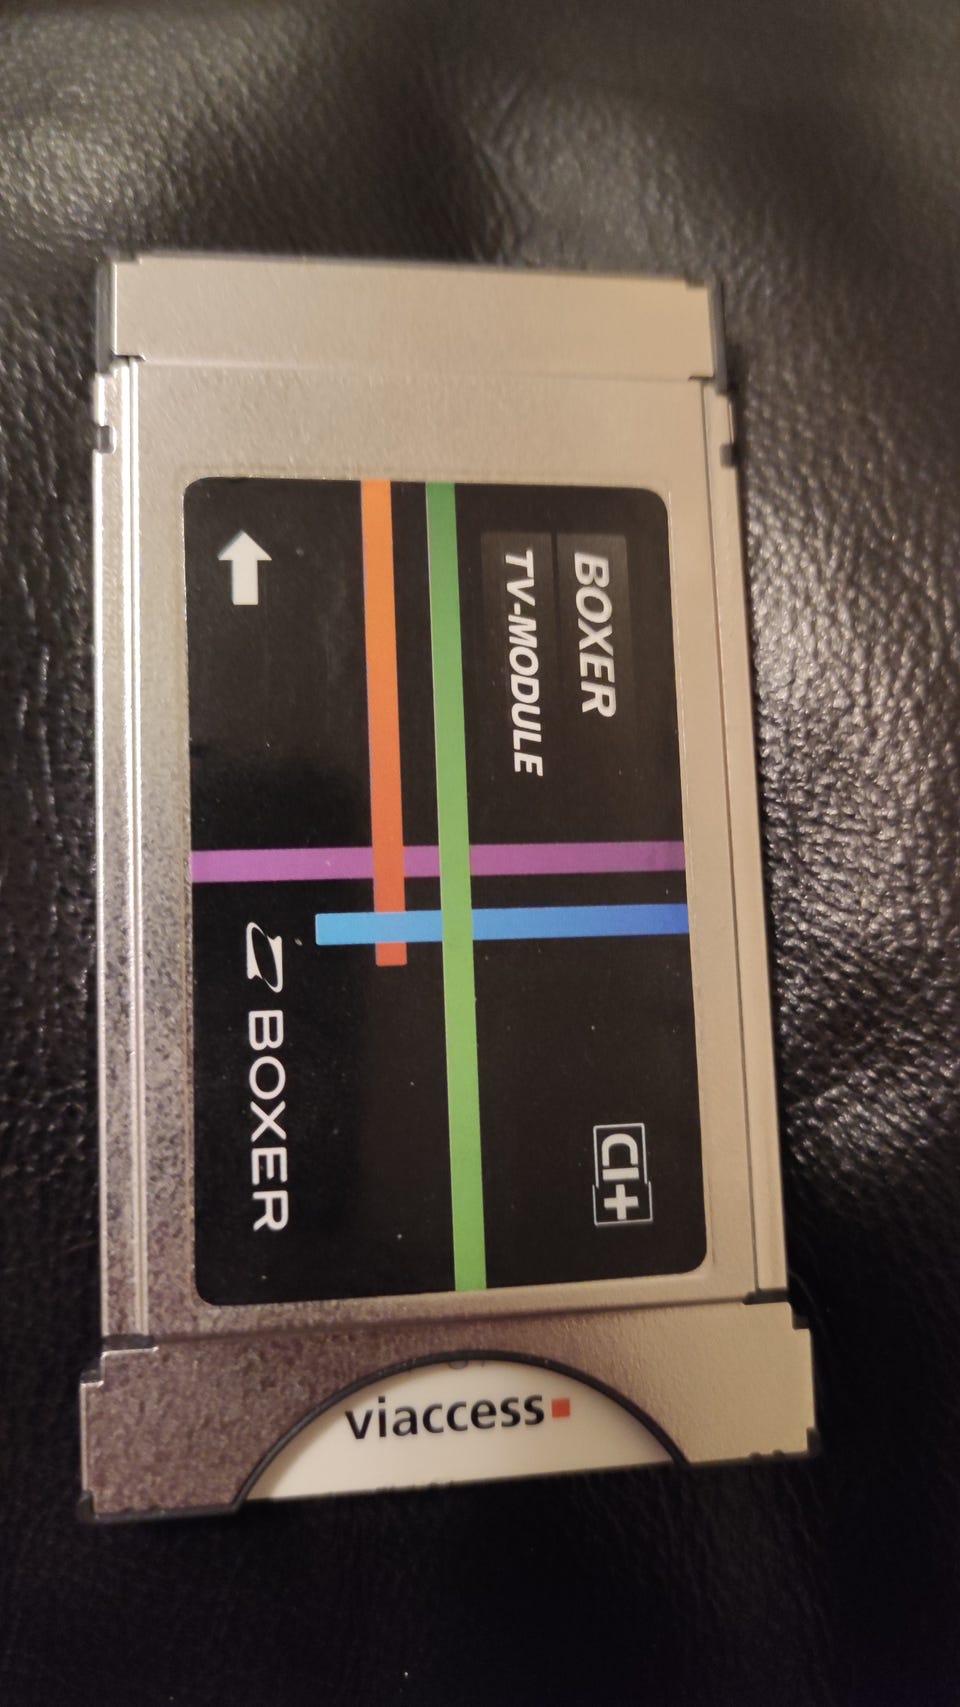 BOXER
TV-MODULE
CI+
BOXER
viaccess